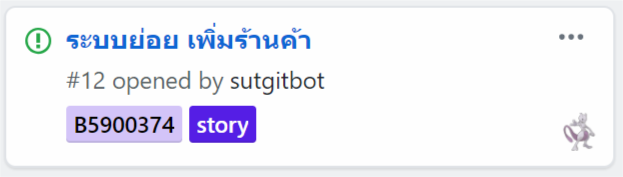 ระบบย่อย เพิ่มร้านค้า
#12 opened by sutgitbot
B5900374 story